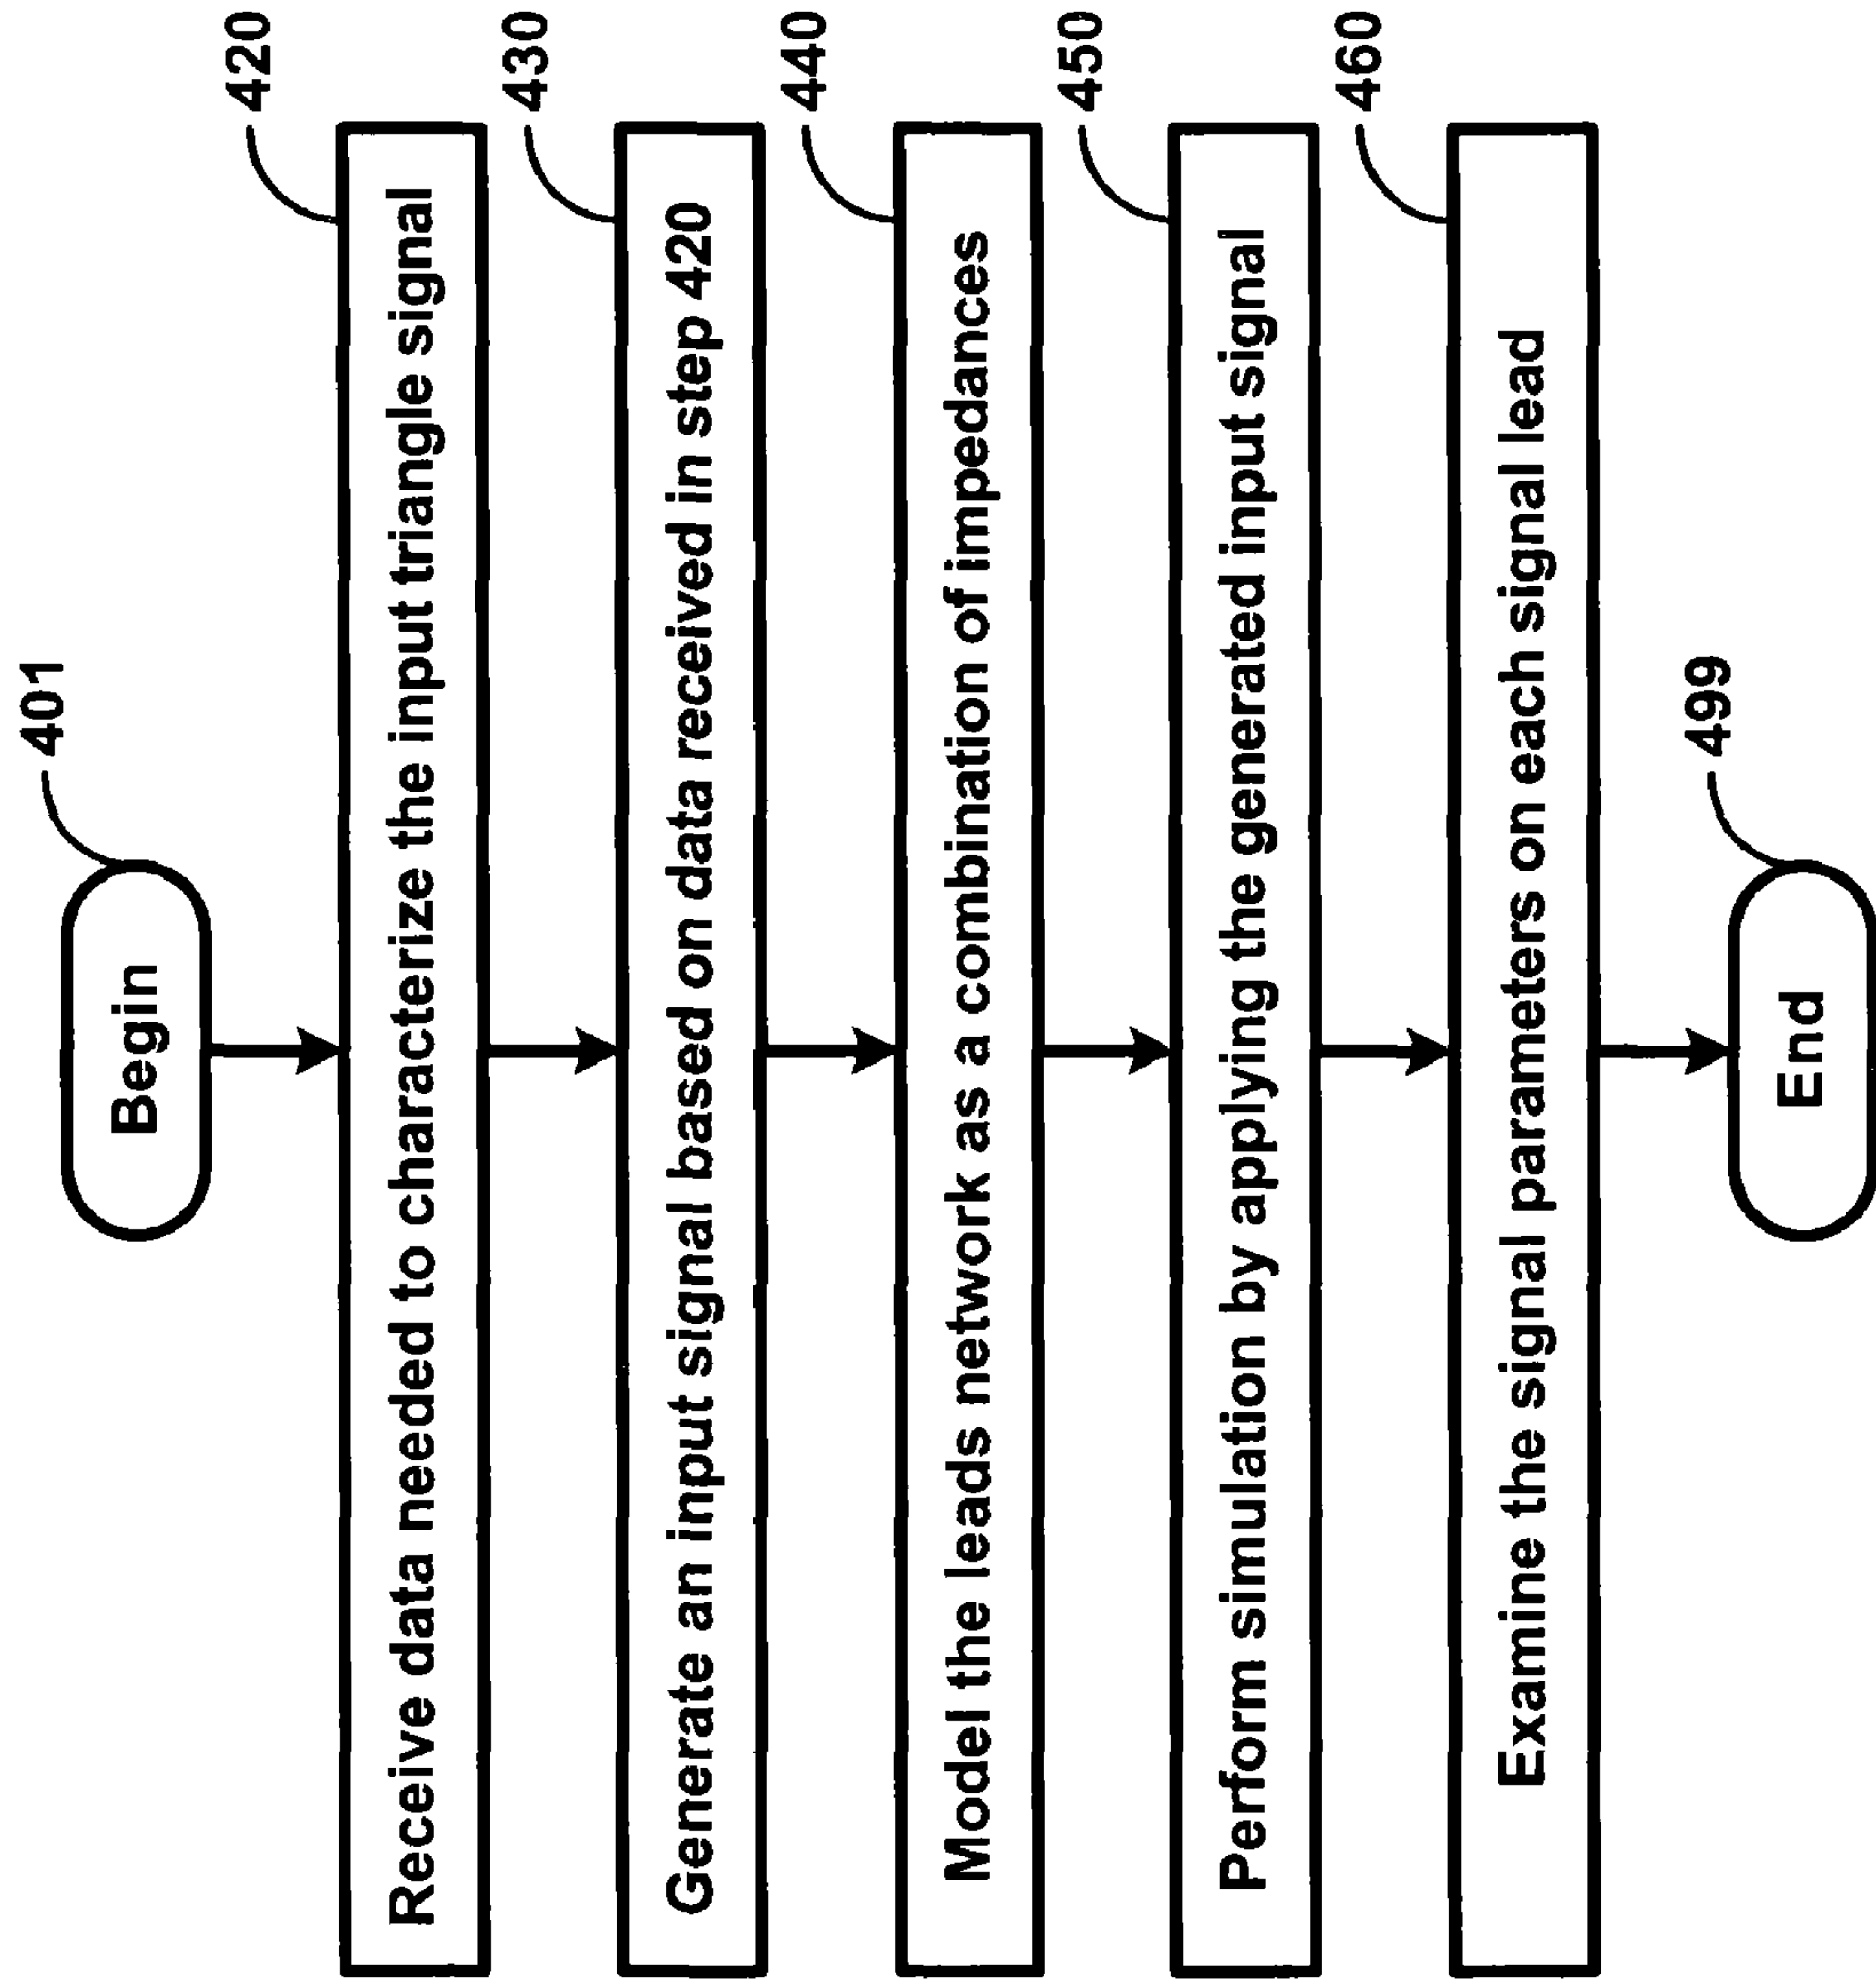 401
Begin
420
Receive data needed to characterize the input triangle signal
430
Generate an input signal based on data received in step 420
440
Model the leads network as a combination of impedances
450
Perform simulation by applying the generated input signal
460
Examine the signal parameters on each signal lead
499
End